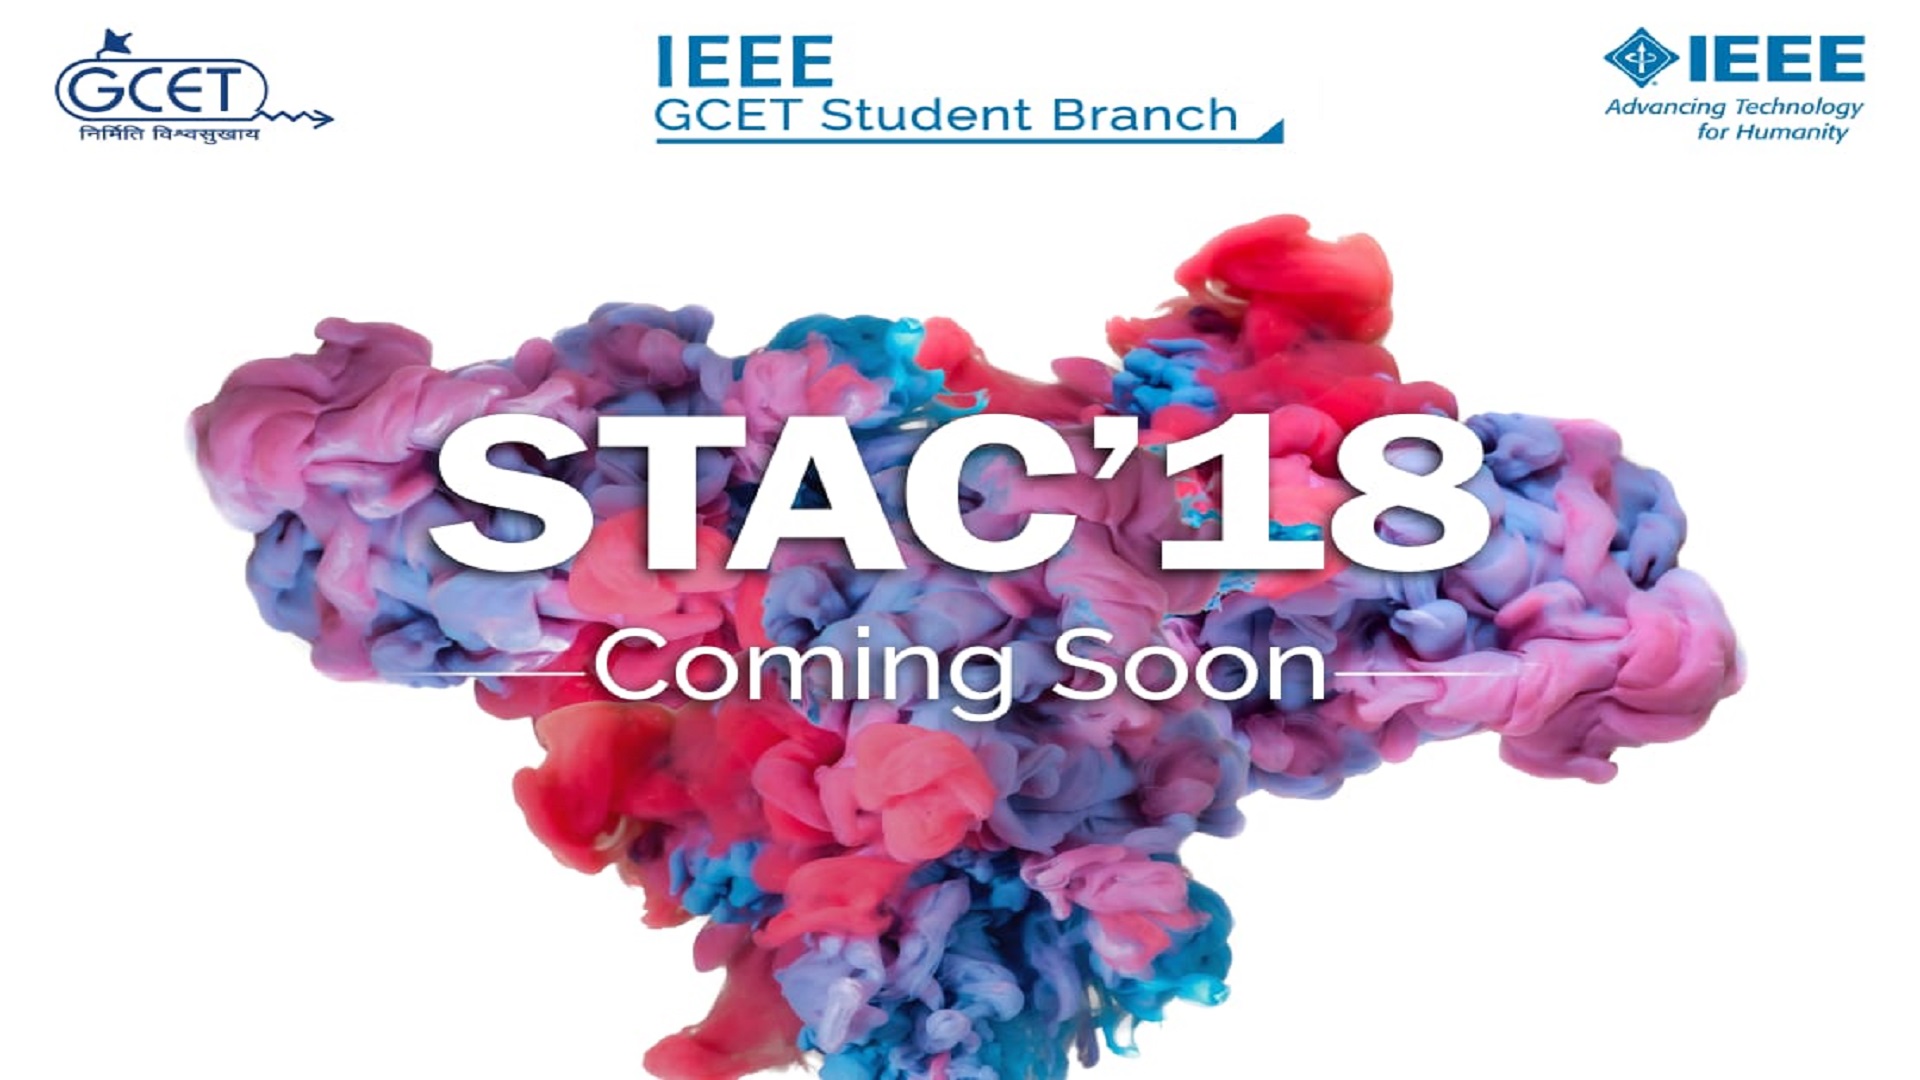 GCET
निर्मिति विश्वसुखाय
IEEE
GCET Student Branch
IEEE
Advancing Technology
for Humanity
STAC’18
Coming Soon